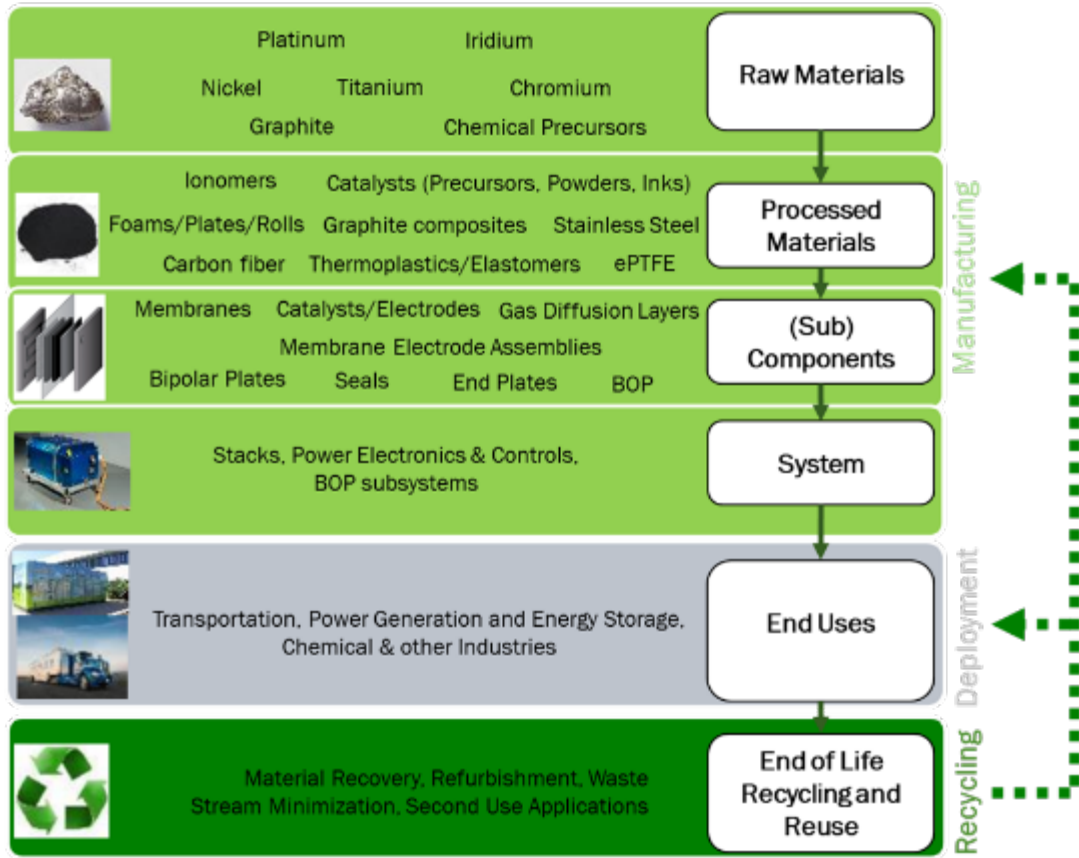 Platinum Iridium
Raw Materials
Nickel Titanium Chromium
Graphite Chemical Precursors
Ionomers Catalysts (Precursors, Powders, Inks)
Foams/Plates/Rolls Graphite composites Stainless Steel
Carbon fiber Thermoplastics/Elastomers ePTFE
Processed
Materials
Membranes Catalysts/Electrodes Gas Diffusion Layers
Membrane Electrode Assemblies
Bipolar Plates Seals End Plates BOP
(Sub)
Components
Manufacturing
Stacks, Power Electronics & Controls,
BOP subsystems
System
Transportation, Power Generation and Energy Storage,
Chemical & other Industries
End Uses
Deployment
Material Recovery, Refurbishment, Waste
Stream Minimization, Second Use Applications
End of Life
Recycling and
Reuse
Recycling